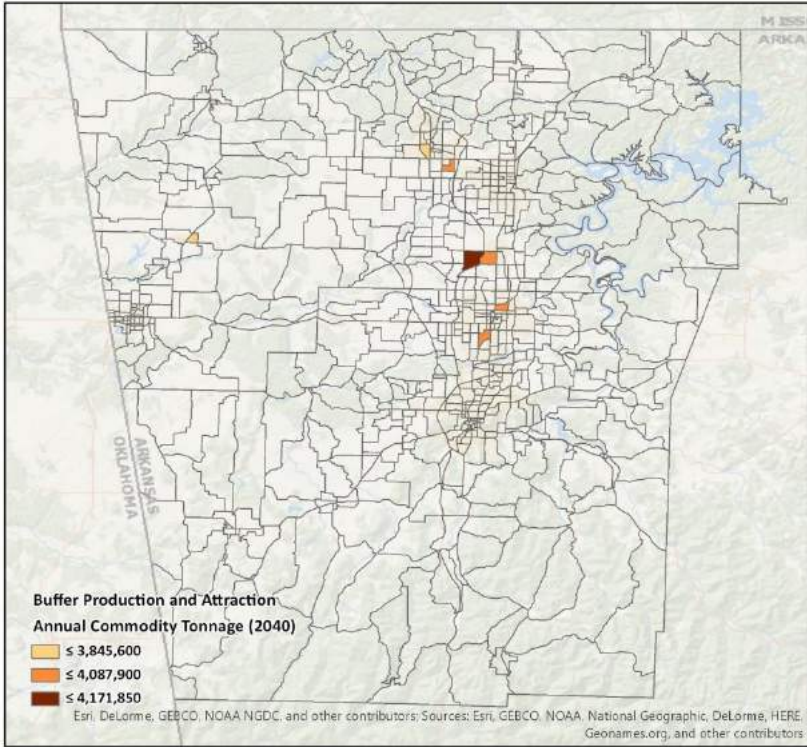 MISS
ARKA
ARKANSAS
OKLAHOMA
Buffer Production and Attraction
Annual Commodity Tonnage (2040)
≤ 3,845,600
≤ 4,087,900
≤ 4,171,850
Esri, DeLorme, GEBCO, NOAA NGDC, and other contributors; Sources: Esri, GEBCO, NOAA, National Geographic, DeLorme, HERE,
Geonames.org, and other contributors